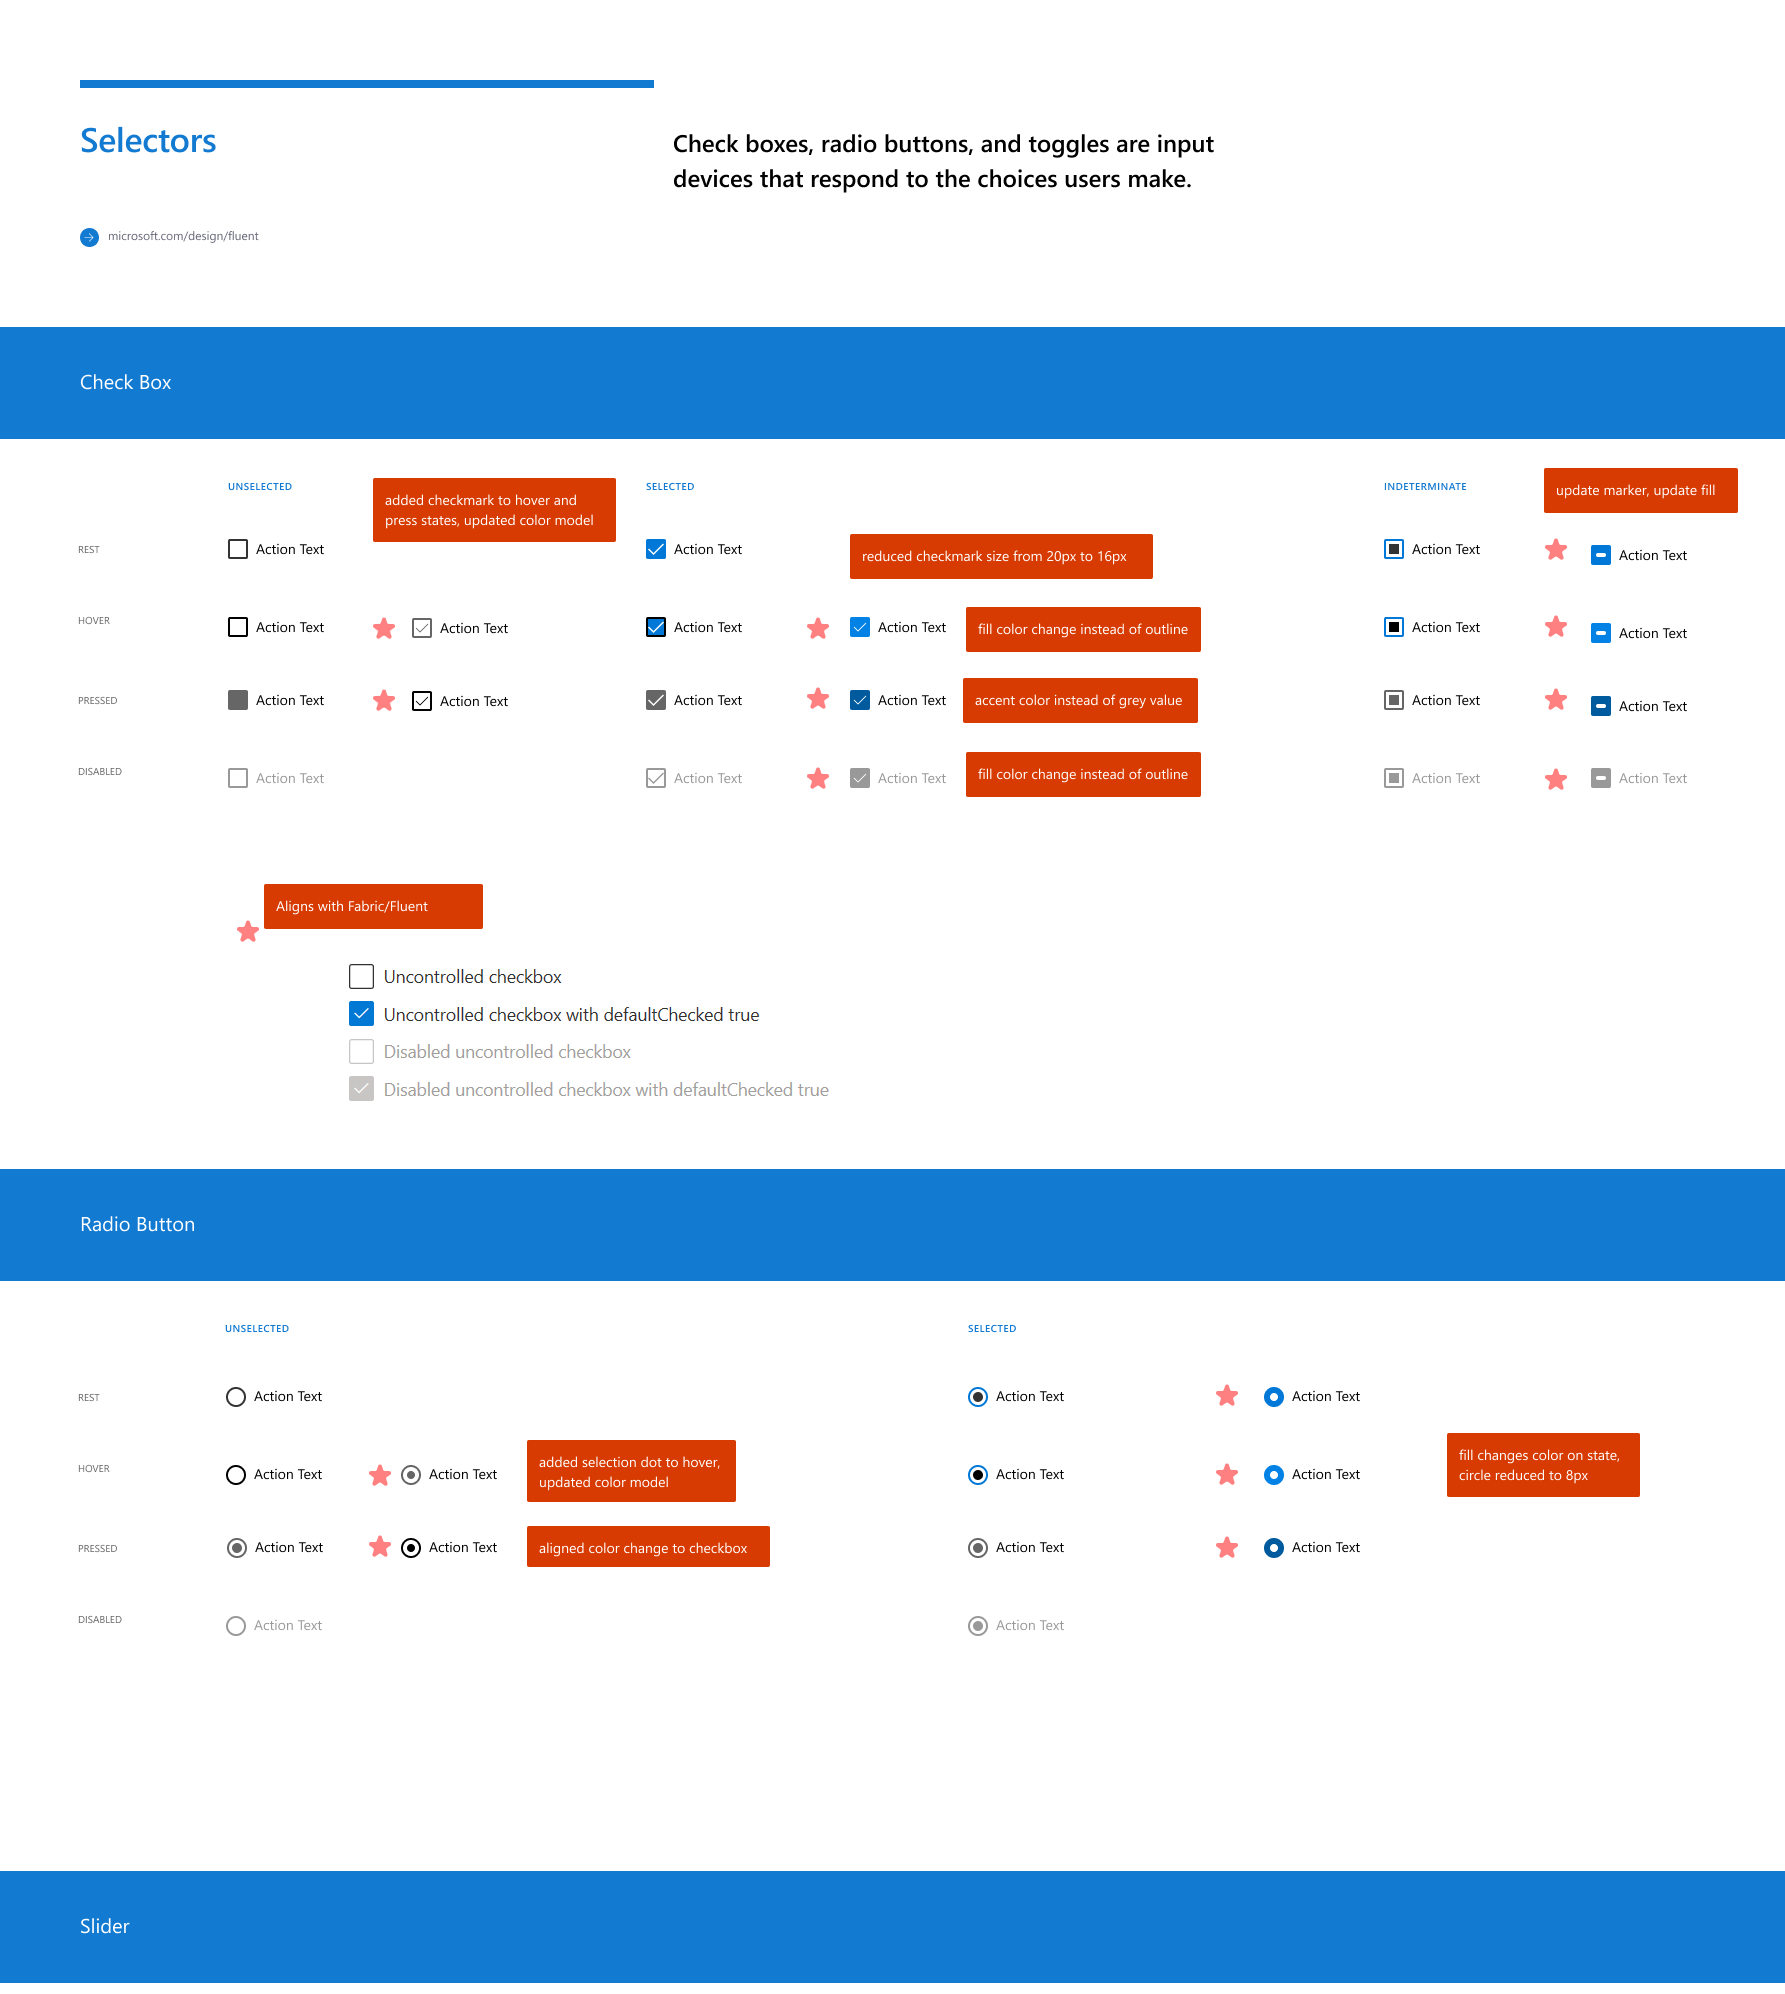 Selectors
Check boxes, radio buttons, and toggles are input
devices that respond to the choices users make.
microsoft.com/design/fluent
Check Box
UNSELECTED
added checkmark to hover and
press states, updated color model
SELECTED
INDETERMINATE
update marker, update fill
REST
Action Text
Action Text
reduced checkmark size from 20px to 16px
Action Text
Action Text
HOVER
Action Text
Action Text
Action Text
Action Text
fill color change instead of outline
Action Text
Action Text
PRESSED
Action Text
Action Text
Action Text
Action Text
accent color instead of grey value
Action Text
Action Text
DISABLED
Action Text
Action Text
Action Text
fill color change instead of outline
Action Text
Action Text
Aligns with Fabric/Fluent
Uncontrolled checkbox
Uncontrolled checkbox with defaultChecked true
Disabled uncontrolled checkbox
Disabled uncontrolled checkbox with defaultChecked true
Radio Button
UNSELECTED
SELECTED
REST
Action Text
Action Text
Action Text
HOVER
Action Text
Action Text
added selection dot to hover,
updated color model
Action Text
Action Text
fill changes color on state,
circle reduced to 8px
PRESSED
Action Text
Action Text
aligned color change to checkbox
Action Text
Action Text
DISABLED
Action Text
Action Text
Slider